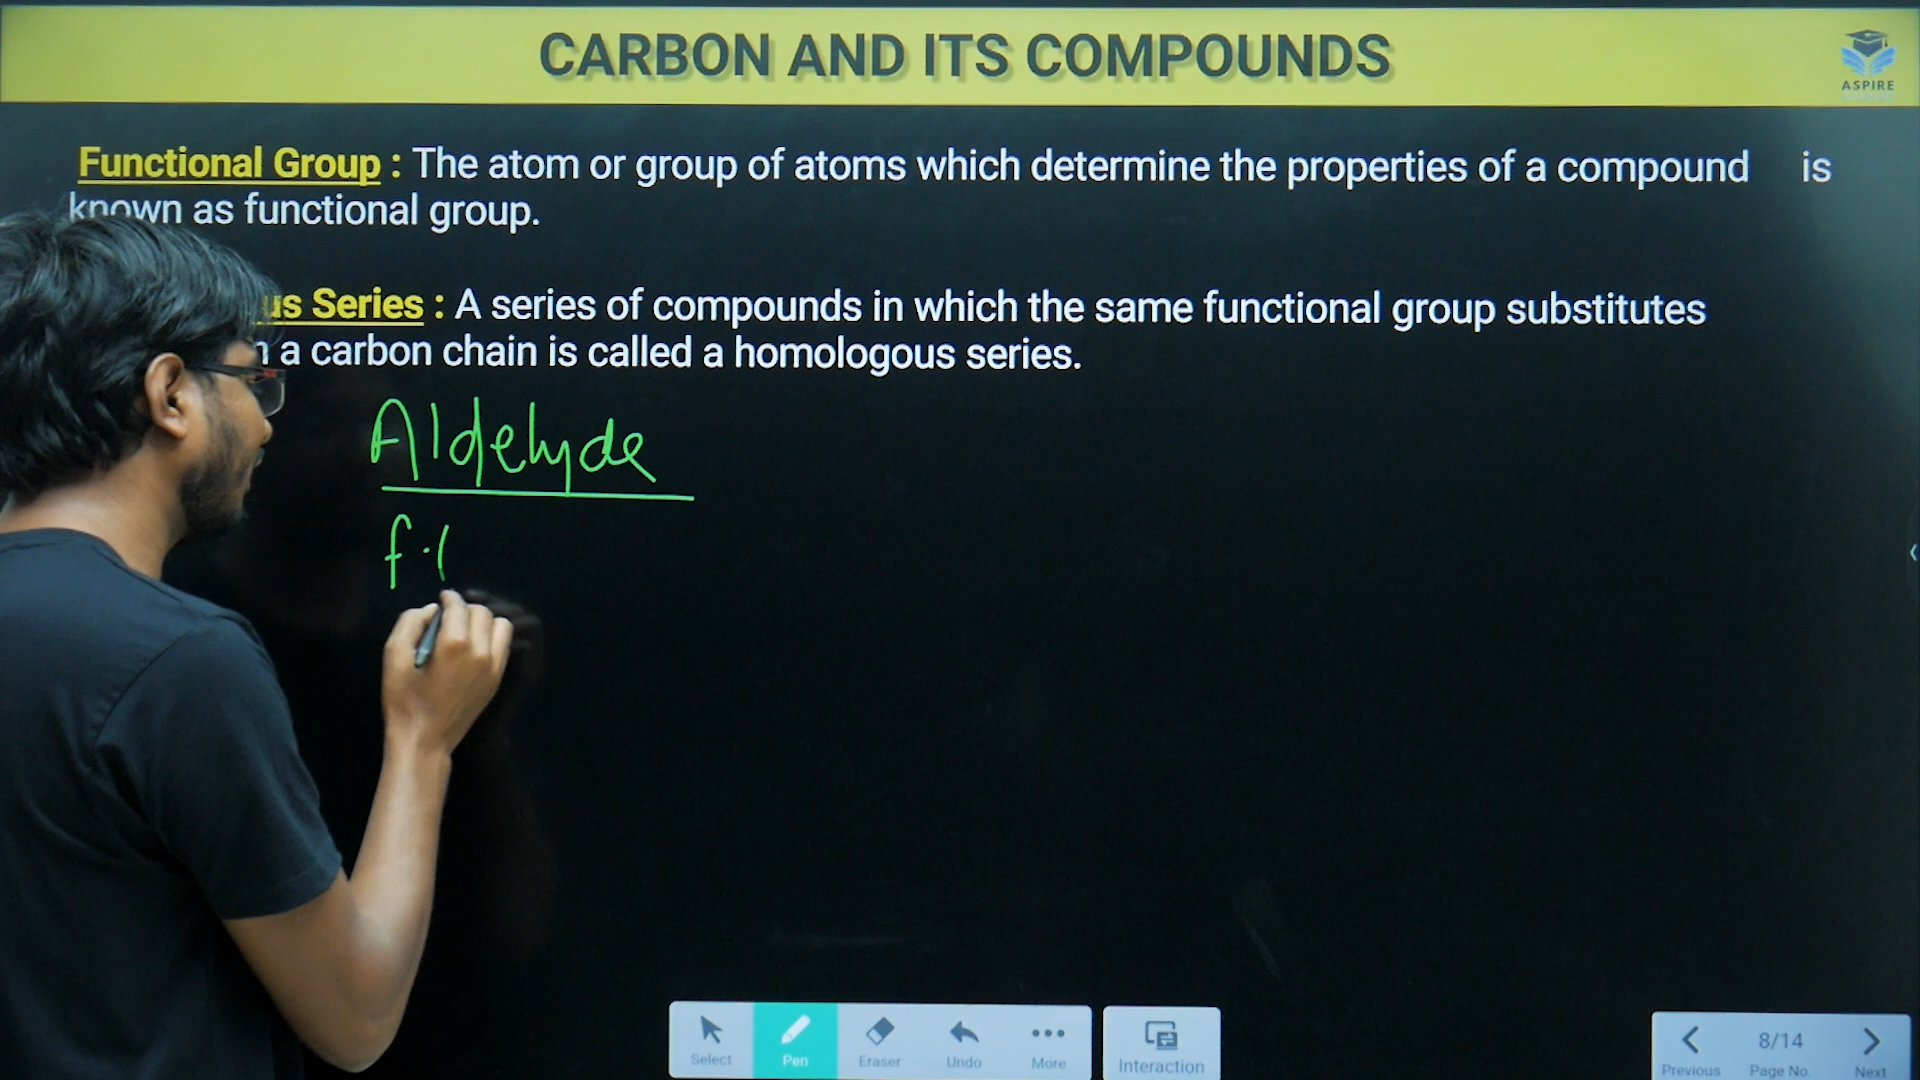 CARBON AND ITS COMPOUNDS
ASPIRE
Functional Group : The atom or group of atoms which determine the properties of a compound is
known as functional group.
us Series : A series of compounds in which the same functional group substitutes
n a carbon chain is called a homologous series.
Aldehyde
f.
Select
Pen
Eraser
Undo
More
Interaction
Previous
8/14
Page No.
Next